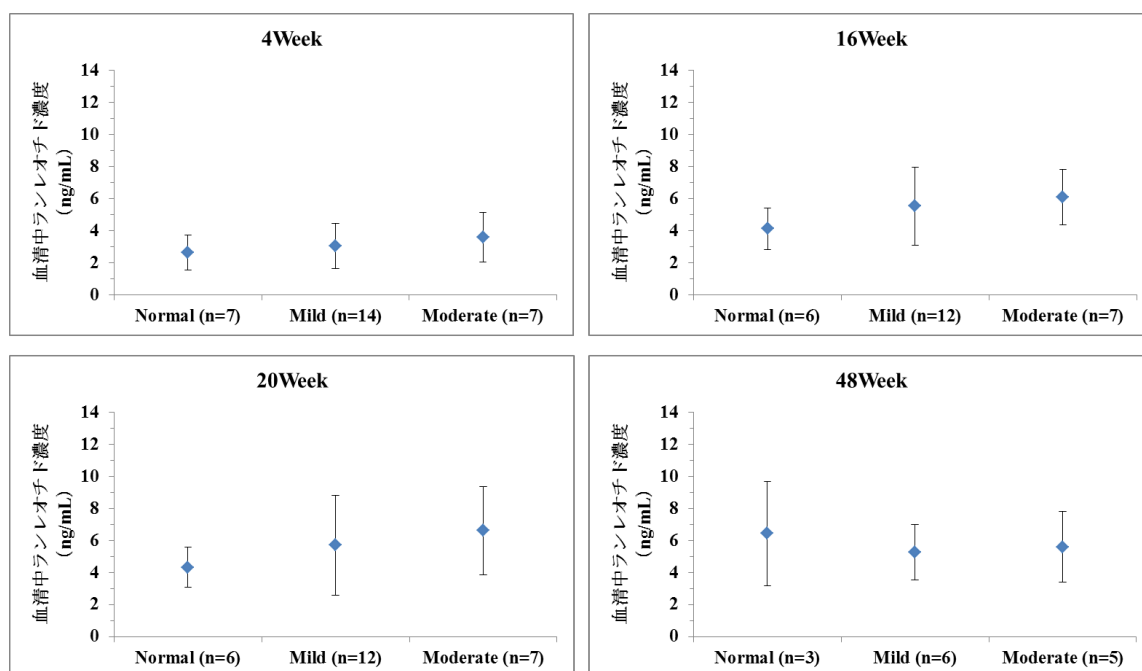 4Week
血清中ランレオチド濃度
（ng/mL）
14
12
10
8
6
4
2
0
Normal (n=7)
Mild (n=14)
Moderate (n=7)
16Week
血清中ランレオチド濃度
（ng/mL）
14
12
10
8
6
4
2
0
Normal (n=6)
Mild (n=12)
Moderate (n=7)
20Week
血清中ランレオチド濃度
（ng/mL）
14
12
10
8
6
4
2
0
Normal (n=6)
Mild (n=12)
Moderate (n=7)
48Week
血清中ランレオチド濃度
（ng/mL）
14
12
10
8
6
4
2
0
Normal (n=3)
Mild (n=6)
Moderate (n=5)